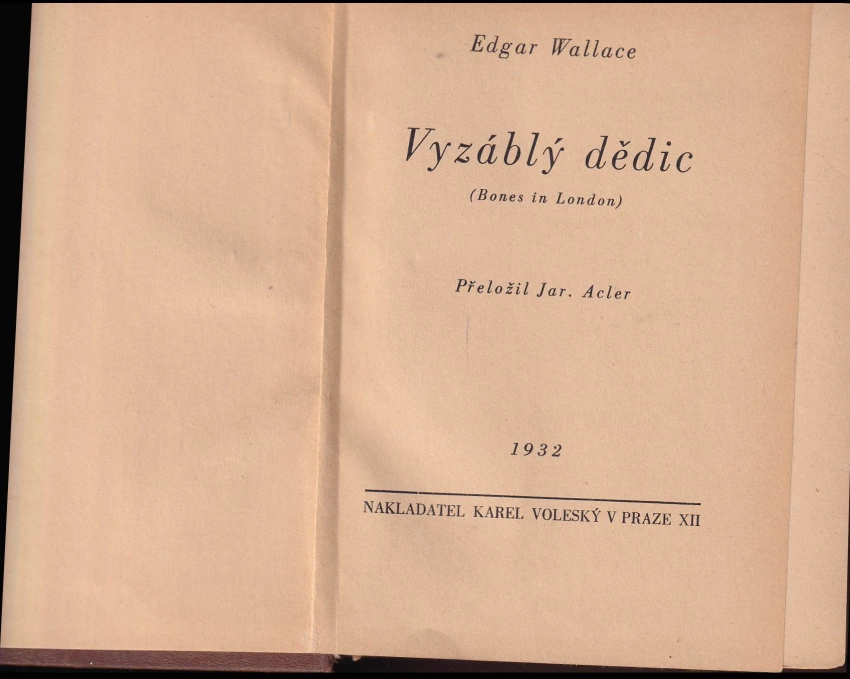 Edgar Wallace
Vyzáblý dědic
(Bones in London)
Přeložil Jar. Acler
1932
NAKLADATEL KAREL VOLESKÝ V PRAZE XII